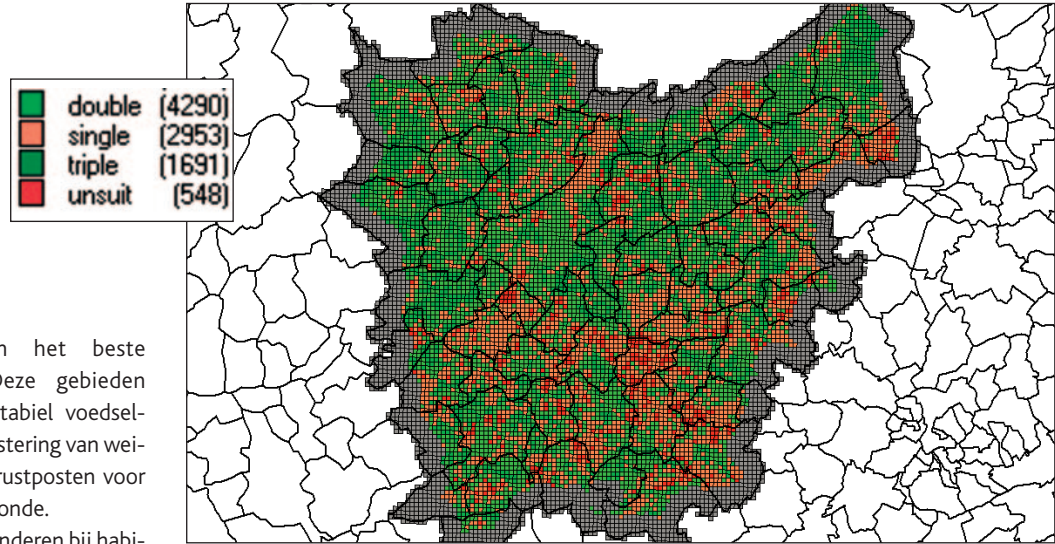 double (4290)
single (2953)
triple (1691)
unsuit (548)
het beste
eze gebieden
tabiel voedsel-
stering van wei-
rustposten voor
onde.
nderen bij habi-